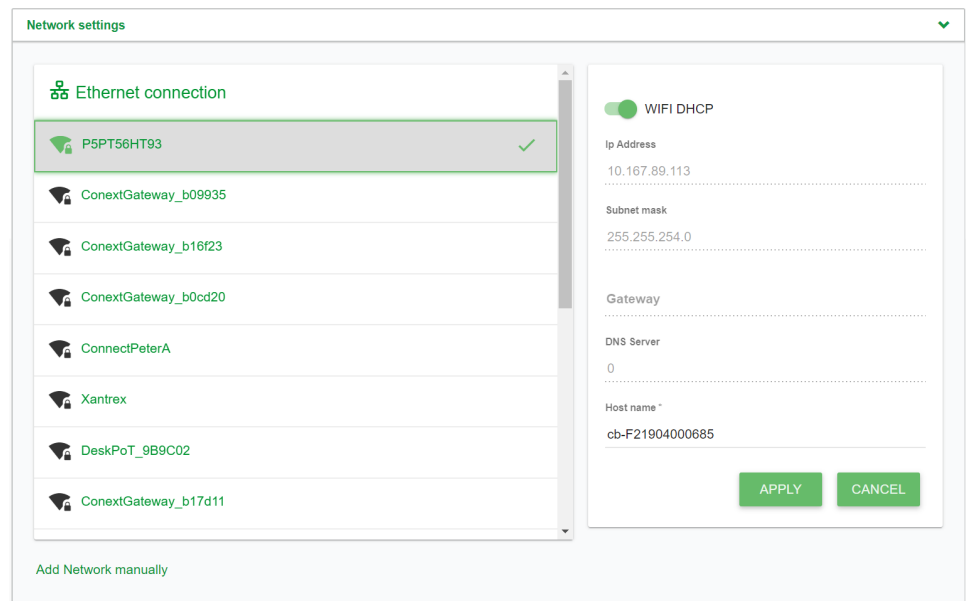 Network settings
Ethernet connection
P5PT56HT93
ConextGateway_b09935
ConextGateway_b16f23
ConextGateway_b0cd20
ConnectPeterA
Xantrex
DeskPoT_9B9C02
ConextGateway_b17d11
Add Network manually
WIFI DHCP
Ip Address
10.167.89.113
Subnet mask
255.255.254.0
Gateway
DNS Server
0
Host name *
cb-F21904000685
APPLY CANCEL